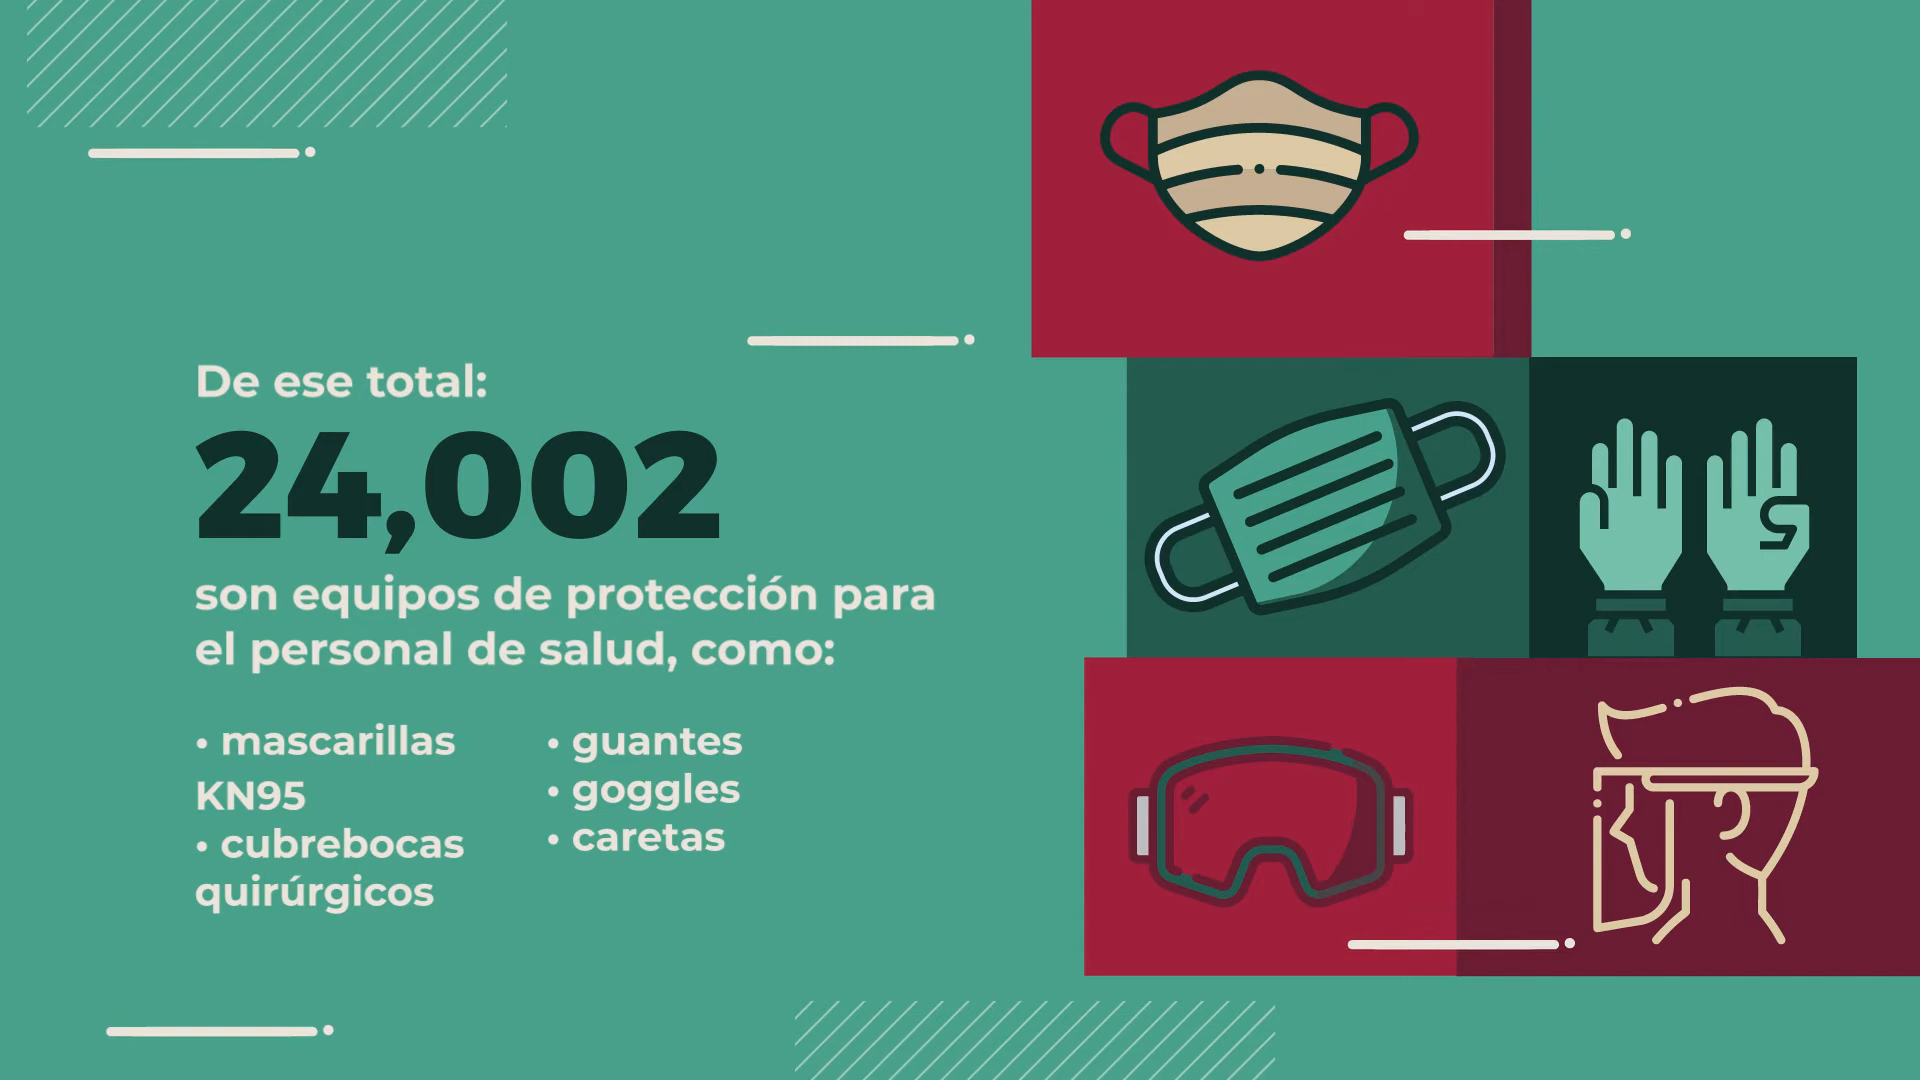 De ese total:
24,002
son equipos de protección para
el personal de salud, como:
• mascarillas
KN95
• cubrebocas
quirúrgicos
• guantes
• goggles
• caretas